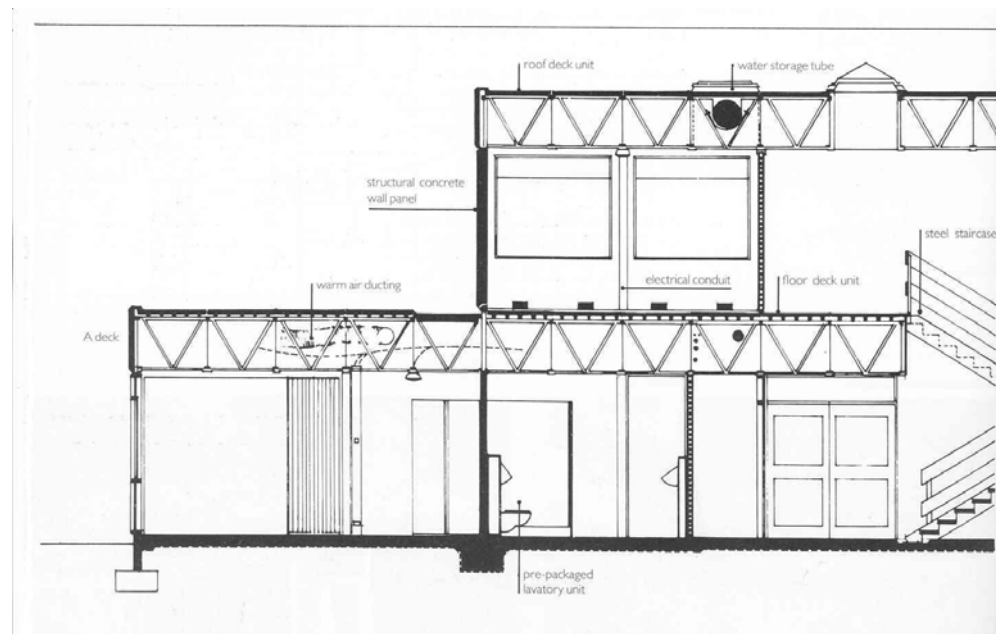 roof deck unit
water storage tube
structural concrete
wall panel
steel staircase
electrical conduit
floor deck unit
warm air ducting
A deck
pre-packaged
lavatory unit